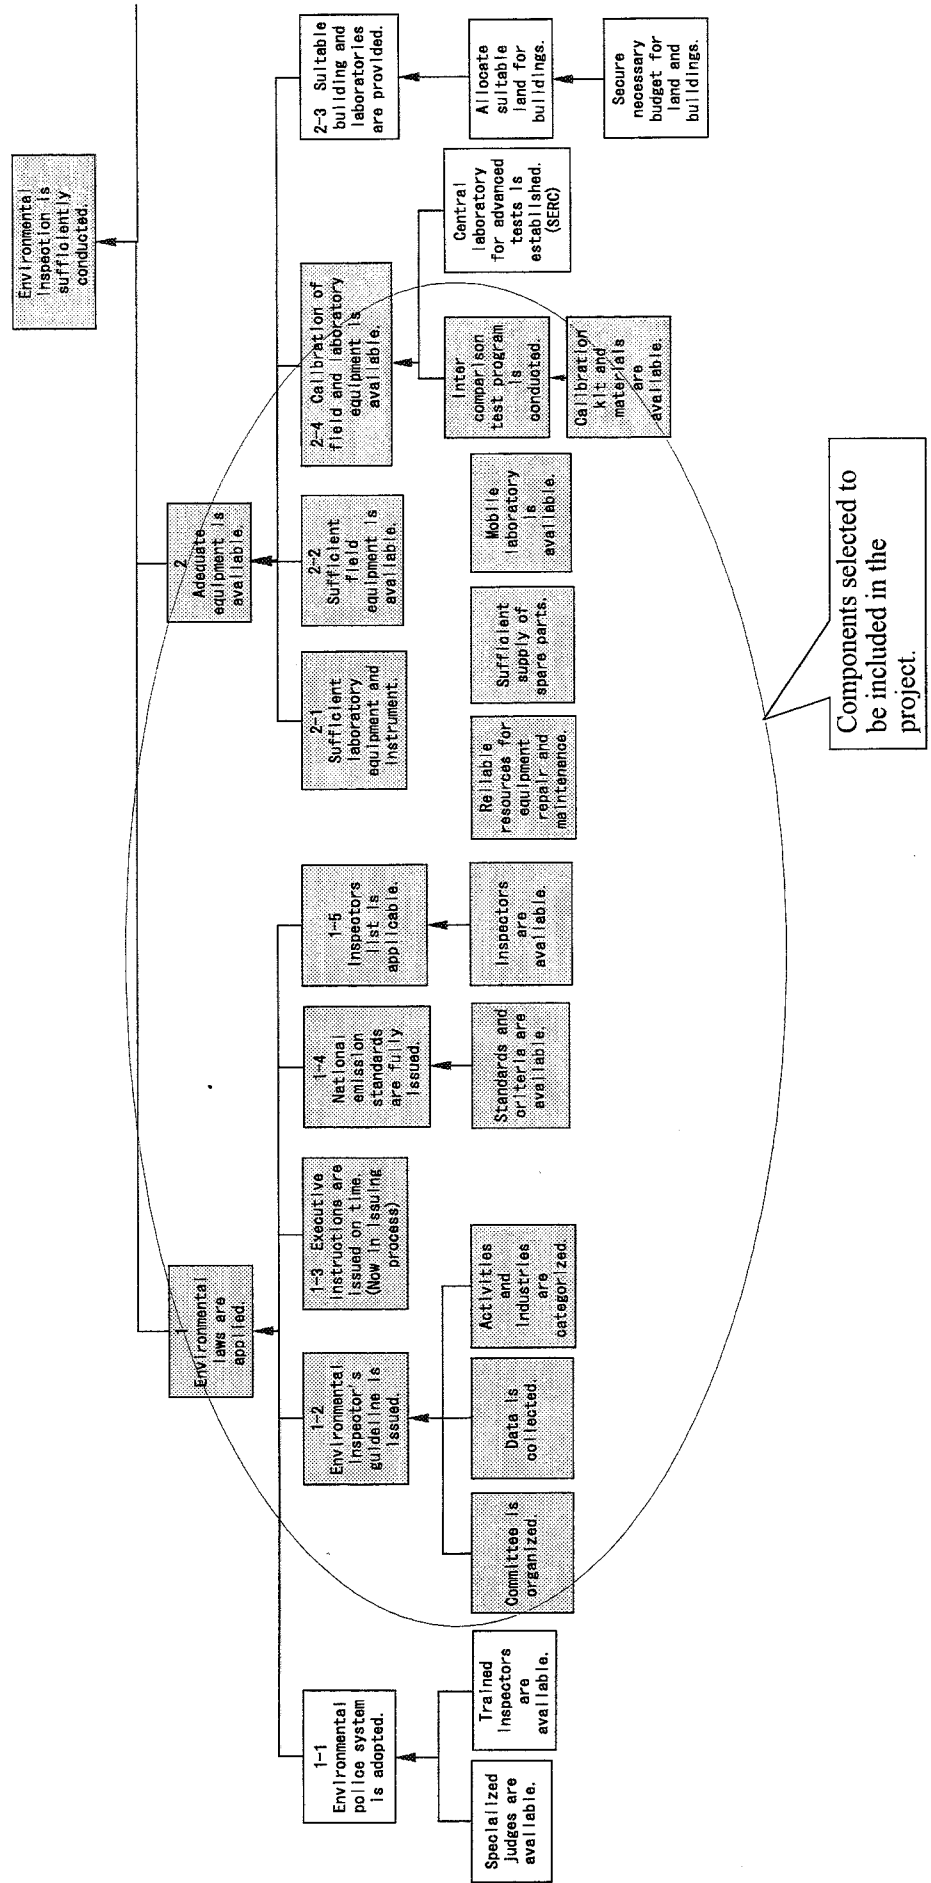 Environmental
Inspection is
sufficiently
conducted.
1
Environmental
laws are
applied.
2
Adequate
equipment is
available.
1-1
Environmental
police system
is adopted.
1-2
Environmental
Inspector's
guideline is
issued.
1-3 Executive
instructions are
issued on time.
(Now in issuing
process)
1-4
National
emission
standards
are fully
issued.
1-5
Inspectors
list is
applicable.
2-1
Sufficient
laboratory
equipment and
instrument.
2-2
Sufficient
field
equipment is
available.
2-4 Calibration of
field and laboratory
equipment is
available.
2-3 Suitable
building and
laboratories
are provided.
Specialized
judges are
available.
Trained
Inspectors
are
available.
Committee is
organized.
Data is
collected.
Activities
and
Industries
are
categorized.
Standards and
criteria are
available.
Inspectors
are
available.
Reliable
resources for
equipment
repair and
maintenence.
Sufficient
supply of
spare parts.
Mobile
laboratory
is
available.
Inter
comparison
test program
is
conducted.
Central
laboratory
for advanced
tests is
established.
(SERC)
Allocate
suitable
land for
buildings.
Calibration
kit and
materials
are
available.
Secure
necessary
budget for
land and
buildings.
Components selected to
be included in the
project.